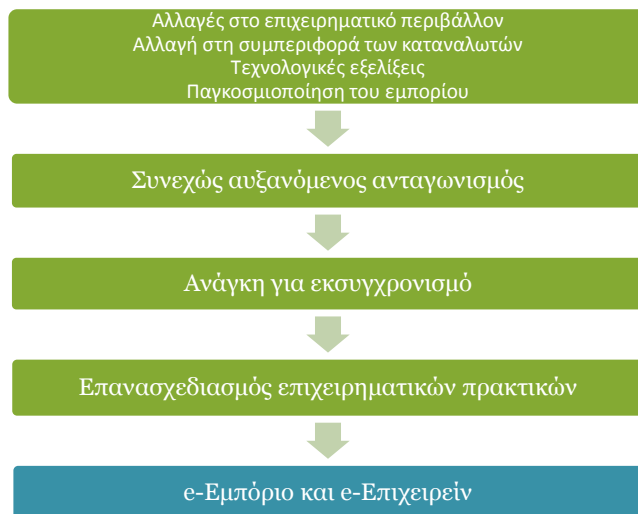 Αλλαγές στο επιχειρηματικό περιβάλλον
Αλλαγή στη συμπεριφορά των καταναλωτών
Τεχνολογικές εξελίξεις
Παγκοσμιοποίηση του εμπορίου
Συνεχώς αυξανόμενος ανταγωνισμός
Ανάγκη για εκσυγχρονισμό
Επανασχεδιασμός επιχειρηματικών πρακτικών
e-Εμπόριο και e-Επιχειρείν